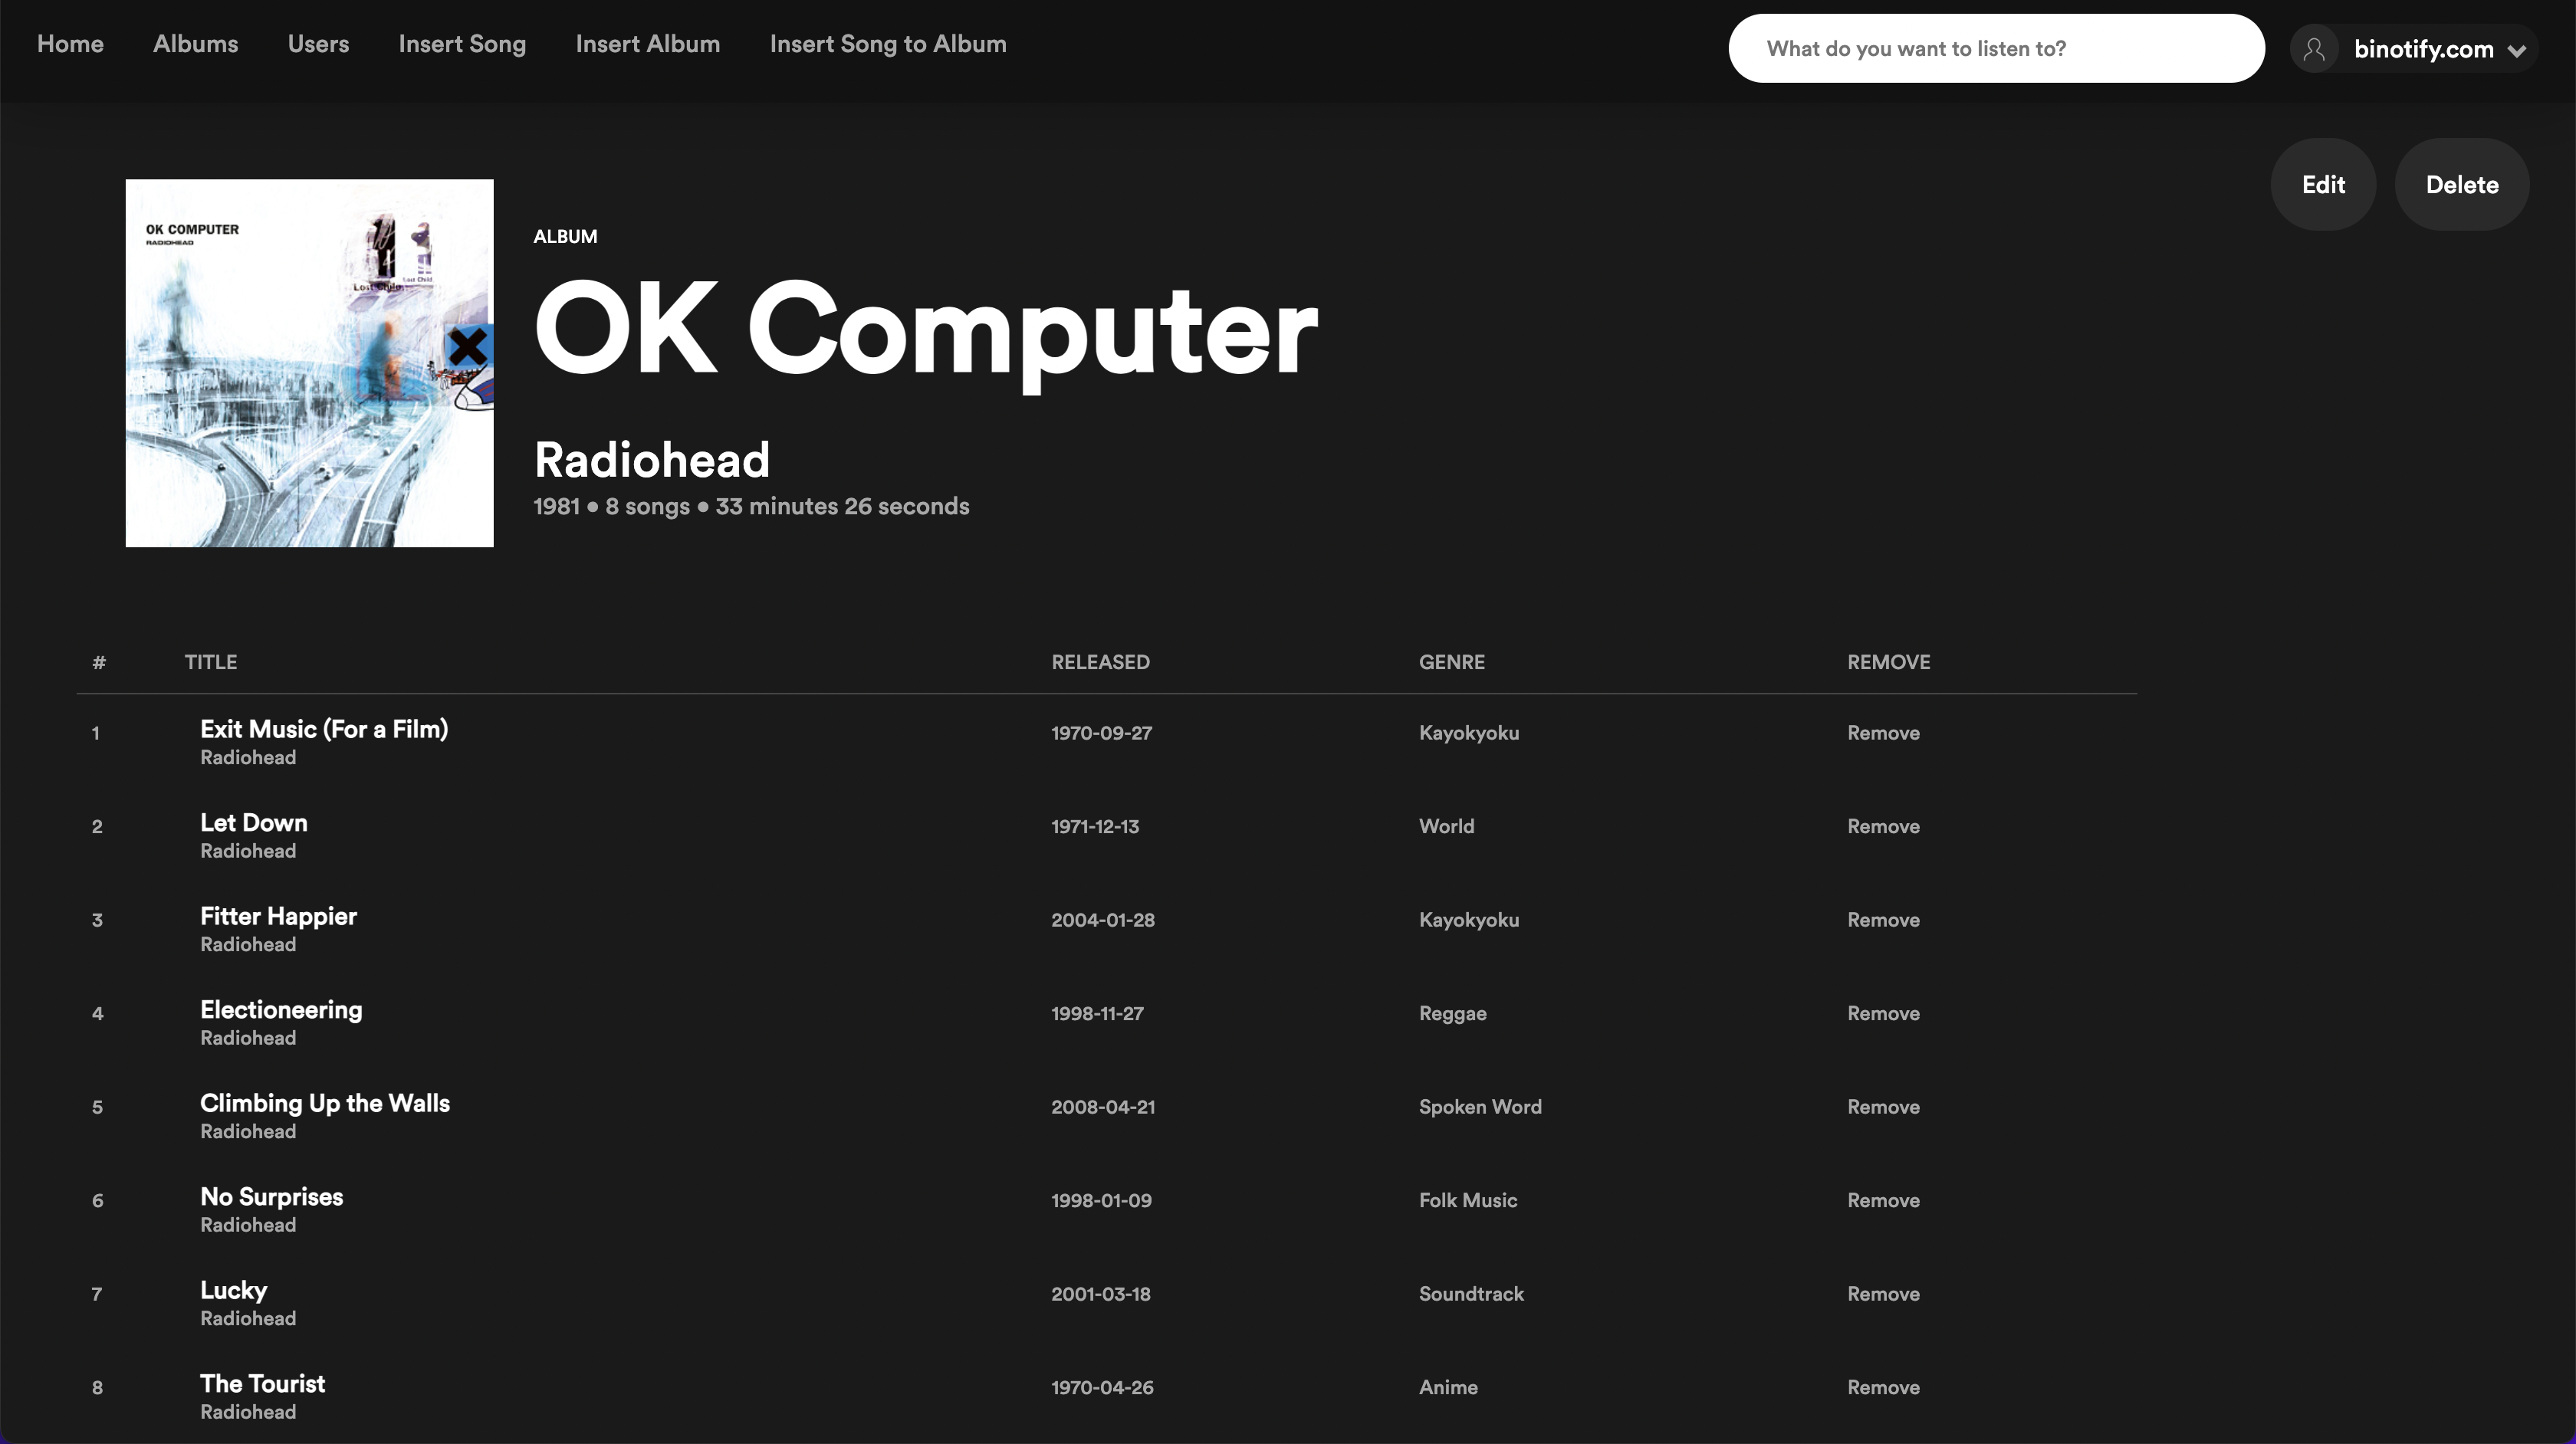 Home Albums Users Insert Song Insert Album Insert Song to Album What do you want to listen to? binotify.com
Edit Delete
OK COMPUTER
RADIOHEAD
Lost Child
Lost Child
ALBUM
OK Computer
Radiohead
1981 • 8 songs • 33 minutes 26 seconds
# TITLE RELEASED GENRE REMOVE
1 Exit Music (For a Film) 1970-09-27 Kayokyoku Remove
Radiohead
2 Let Down 1971-12-13 World Remove
Radiohead
3 Fitter Happier 2004-01-28 Kayokyoku Remove
Radiohead
4 Electioneering 1998-11-27 Reggae Remove
Radiohead
5 Climbing Up the Walls 2008-04-21 Spoken Word Remove
Radiohead
6 No Surprises 1998-01-09 Folk Music Remove
Radiohead
7 Lucky 2001-03-18 Soundtrack Remove
Radiohead
8 The Tourist 1970-04-26 Anime Remove
Radiohead